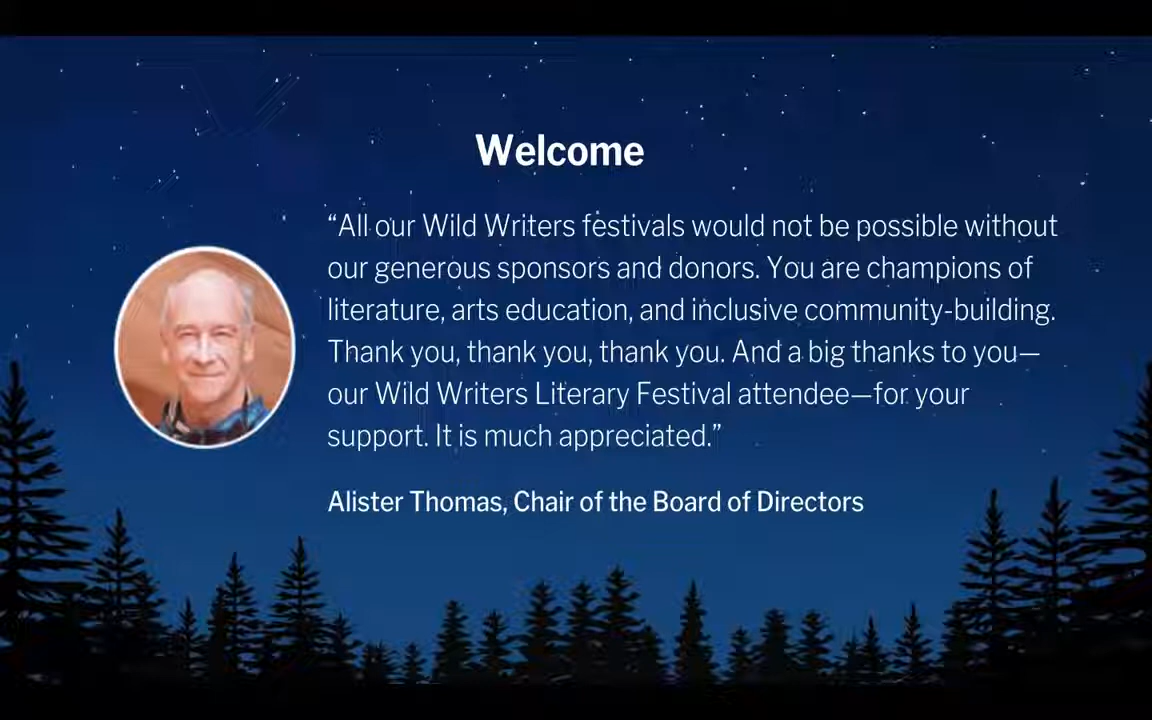 Welcome
“All our Wild Writers festivals would not be possible without
our generous sponsors and donors. You are champions of
literature, arts education, and inclusive community-building.
Thank you, thank you, thank you. And a big thanks to you—
our Wild Writers Literary Festival attendee—for your
support. It is much appreciated.”
Alister Thomas, Chair of the Board of Directors